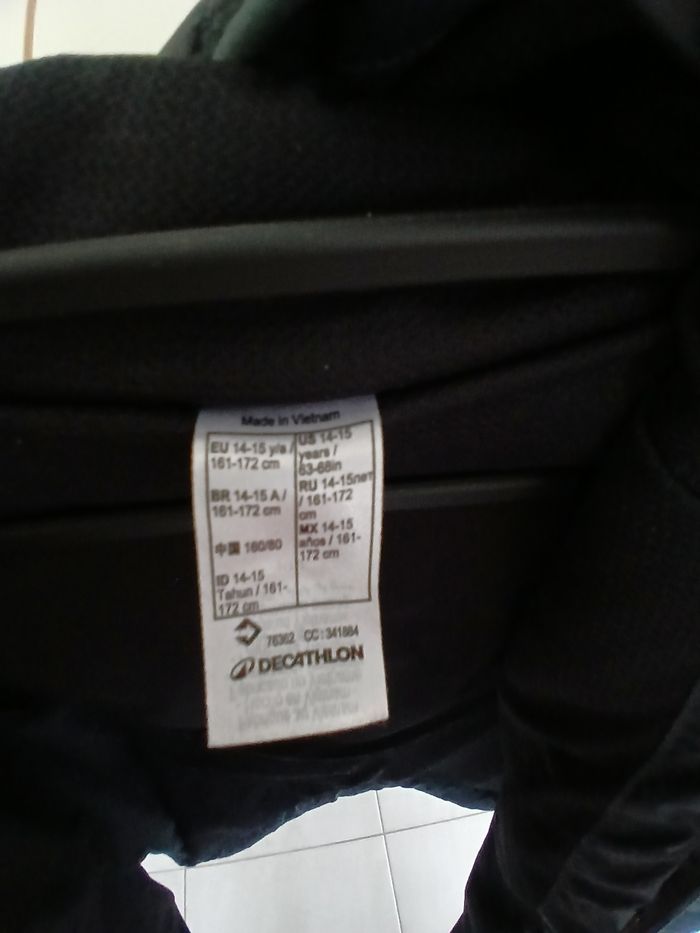 Made in Vietnam
EU 14-15 y/a /
161-172 cm
BR 14-15 A /
161-172 cm
中国 160/80
ID 14-15
Tahun / 161-
172 cm
US 14-15
years /
63-68in
RU 14-15лет
/ 161-172
cm
MX 14-15
años / 161-
172 cm
76362 CC:341884
DECATHLON